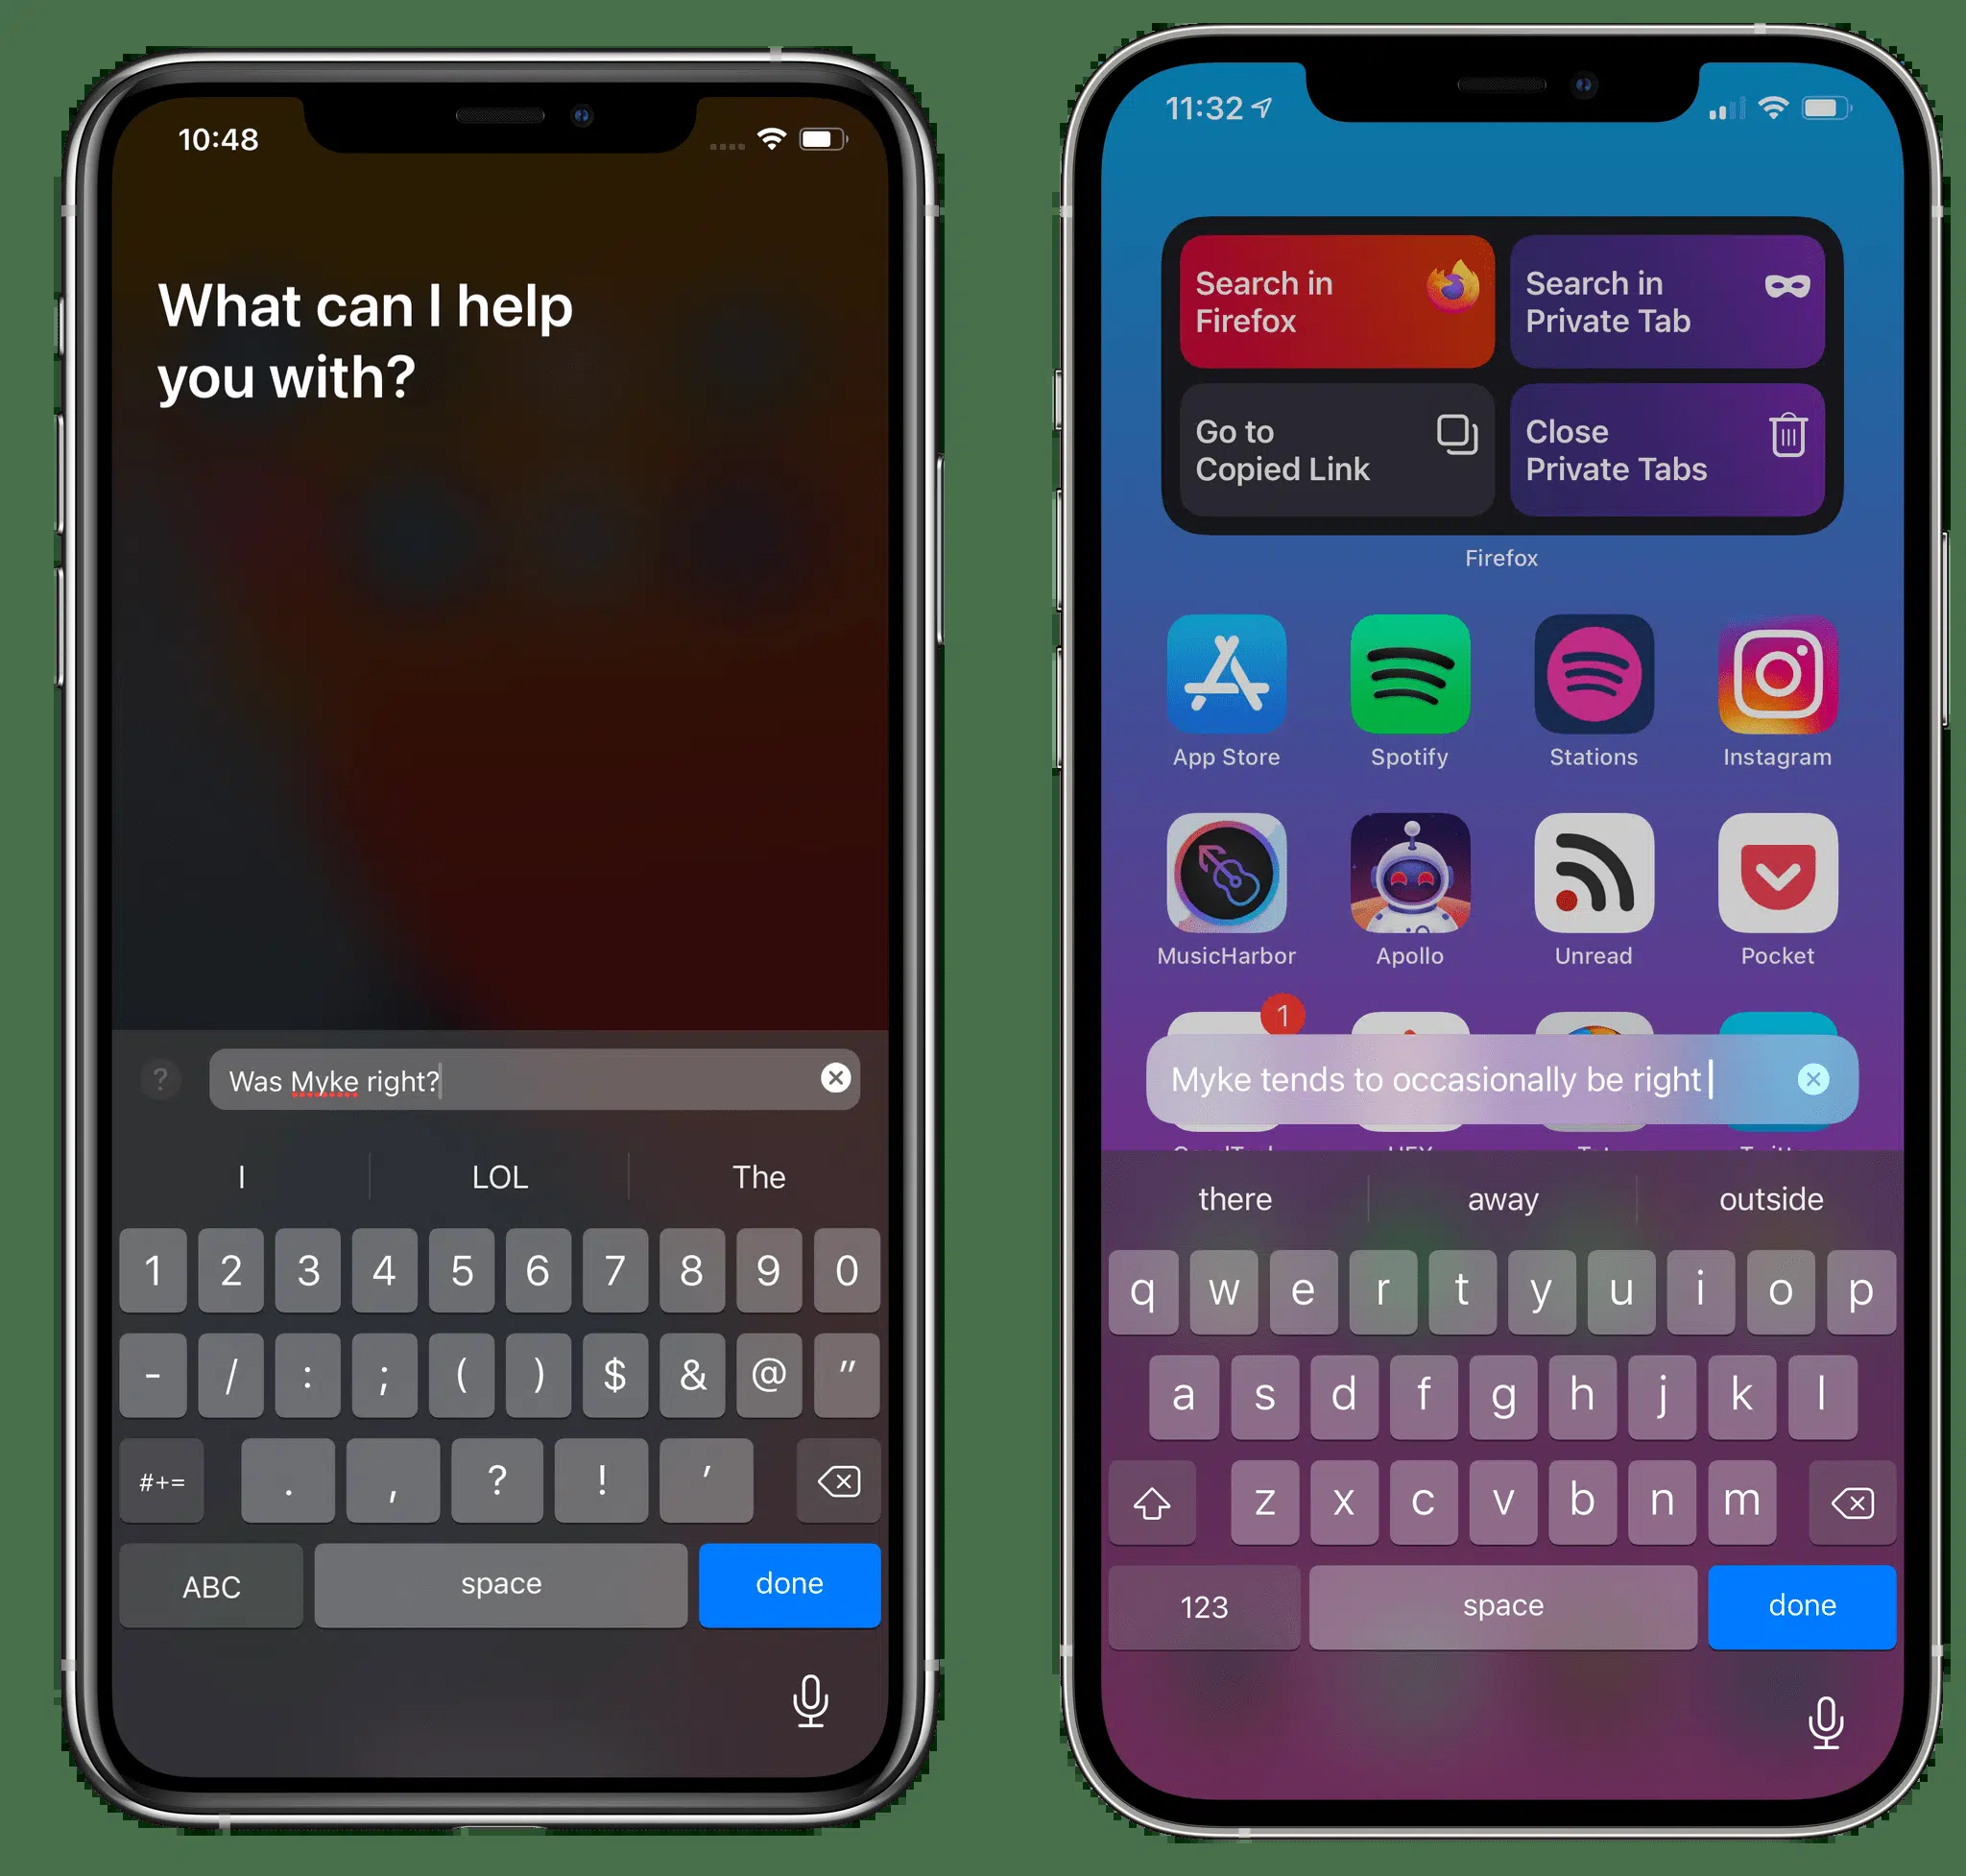 10:48
What can I help
you with?
?
Was Myke right?
I LOL The
1 2 3 4 5 6 7 8 9 0
- / : ; ( ) $ & @ "
#+= . , ? ! '
ABC space done
11:32
Search in
Firefox
Search in
Private Tab
Go to
Copied Link
Close
Private Tabs
Firefox
App Store Spotify Stations Instagram
MusicHarbor Apollo Unread Pocket
1
Myke tends to occasionally be right
there away outside
q w e r t y u i o p
a s d f g h j k l
z x c v b n m
123 space done